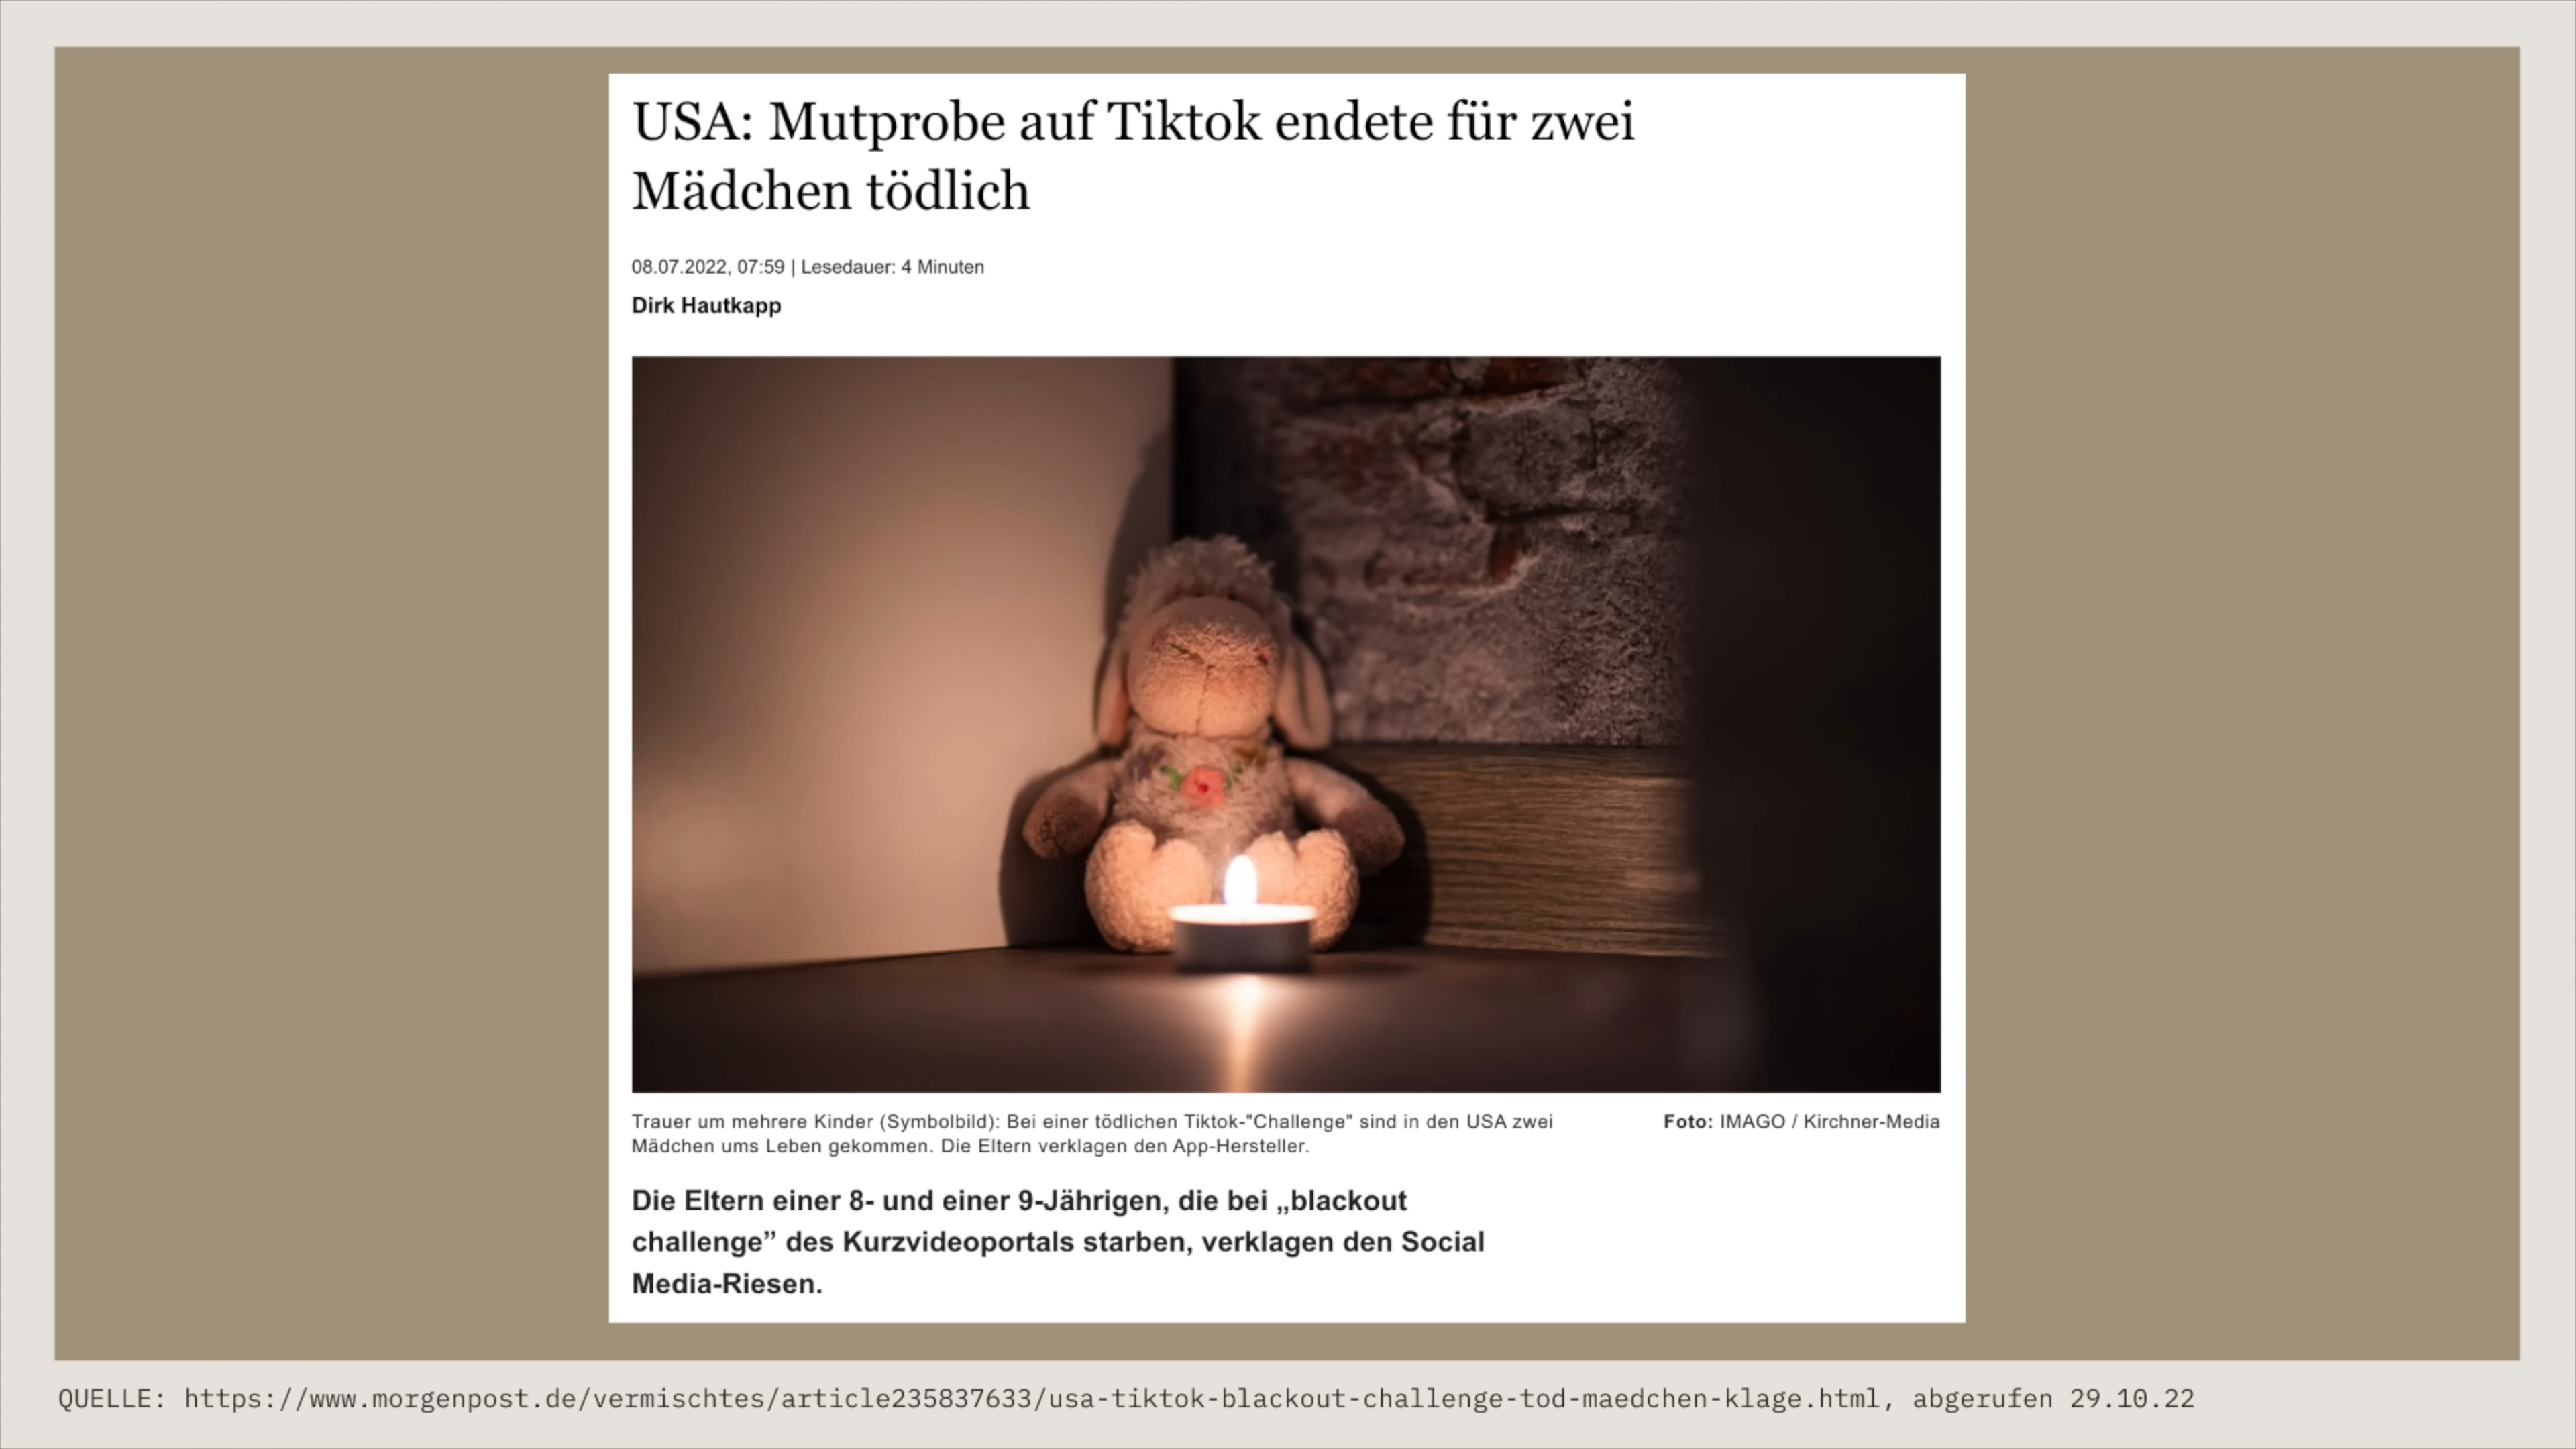 USA: Mutprobe auf Tiktok endete für zwei
Mädchen tödlich
08.07.2022, 07:59 | Lesedauer: 4 Minuten
Dirk Hautkapp
Trauer um mehrere Kinder (Symbolbild): Bei einer tödlichen Tiktok-"Challenge" sind in den USA zwei
Mädchen ums Leben gekommen. Die Eltern verklagen den App-Hersteller.
Foto: IMAGO / Kirchner-Media
Die Eltern einer 8- und einer 9-Jährigen, die bei „blackout
challenge” des Kurzvideoportals starben, verklagen den Social
Media-Riesen.
QUELLE: https://www.morgenpost.de/vermischtes/article235837633/usa-tiktok-blackout-challenge-tod-maedchen-klage.html, abgerufen 29.10.22